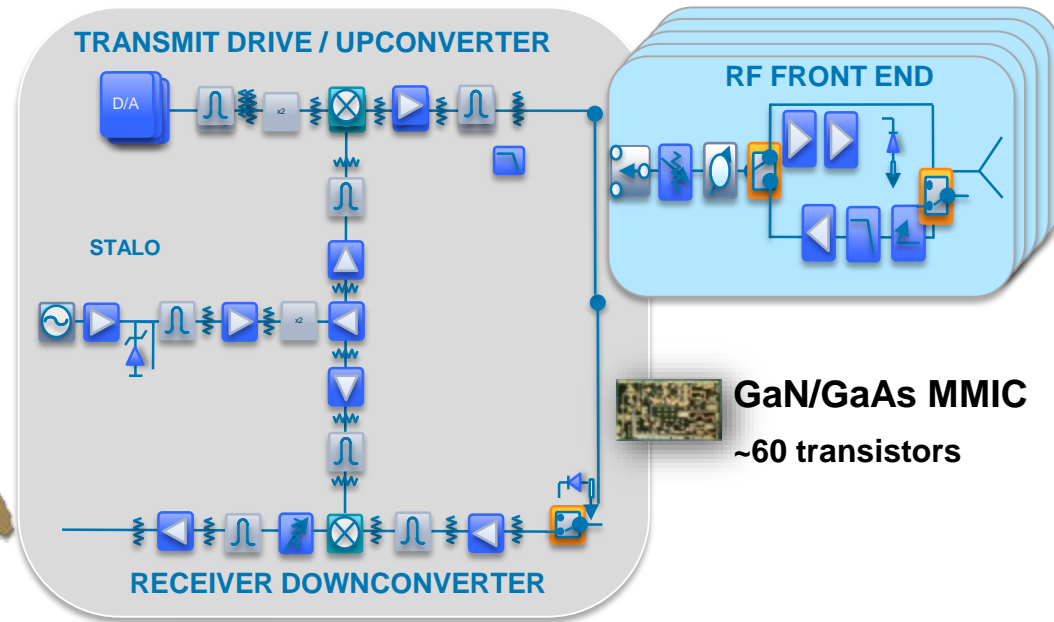 TRANSMIT DRIVE / UPCONVERTER
RF FRONT END
D/A
x2
STALO
x2
GaN/GaAs MMIC
~60 transistors
RECEIVER DOWNCONVERTER